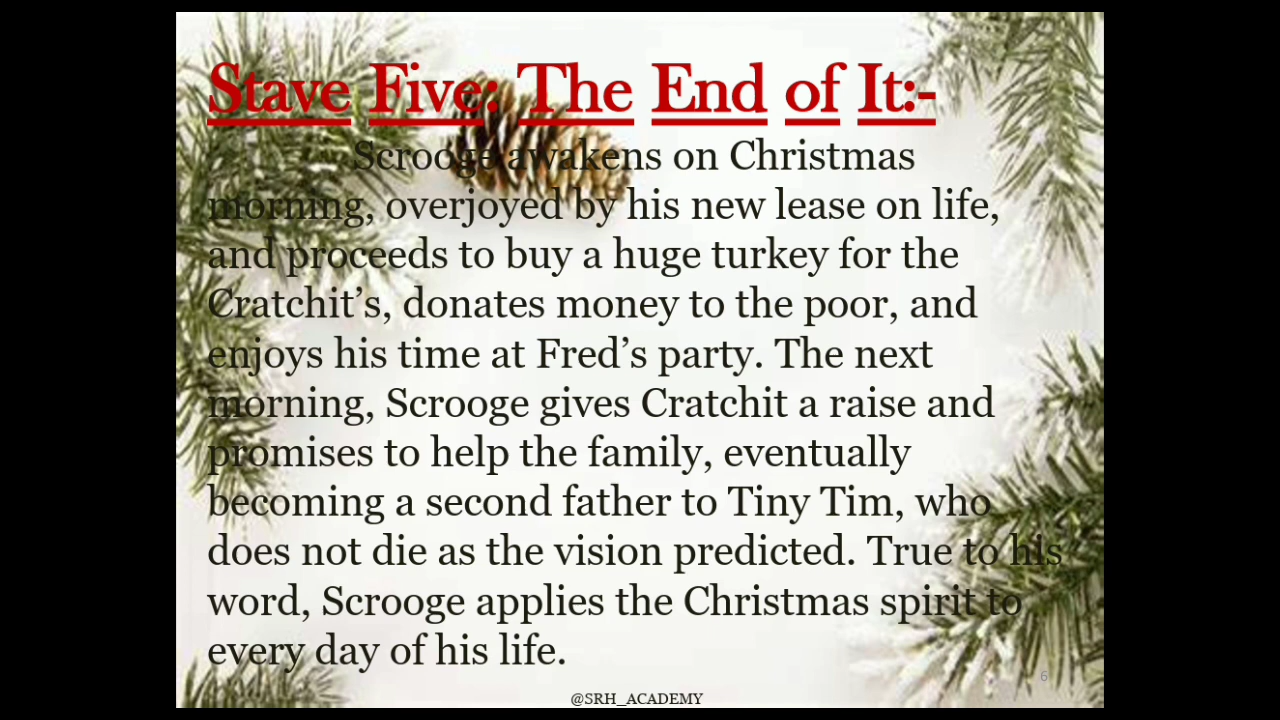 Stave Five: The End of It:-
Scrooge awakens on Christmas
morning, overjoyed by his new lease on life,
and proceeds to buy a huge turkey for the
Cratchit’s, donates money to the poor, and
enjoys his time at Fred’s party. The next
morning, Scrooge gives Cratchit a raise and
promises to help the family, eventually
becoming a second father to Tiny Tim, who
does not die as the vision predicted. True to his
word, Scrooge applies the Christmas spirit to
every day of his life.
6
@SRH_ACADEMY